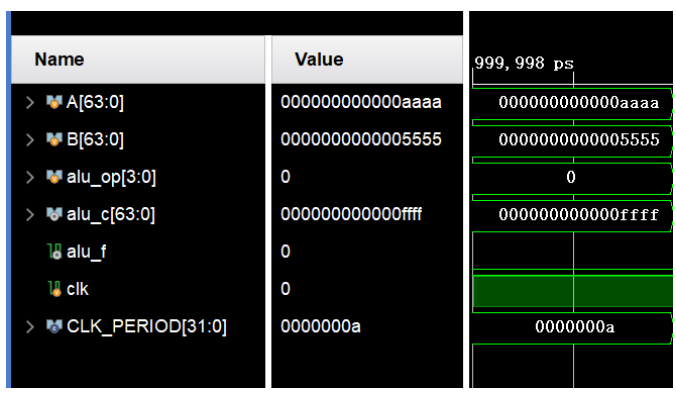 Name Value 999,998 ps
A[63:0] 000000000000aaaa 000000000000aaaa
B[63:0] 0000000000005555 0000000000005555
alu_op[3:0] 0 0
alu_c[63:0] 000000000000ffff 000000000000ffff
alu_f 0
clk 0
CLK_PERIOD[31:0] 0000000a 0000000a